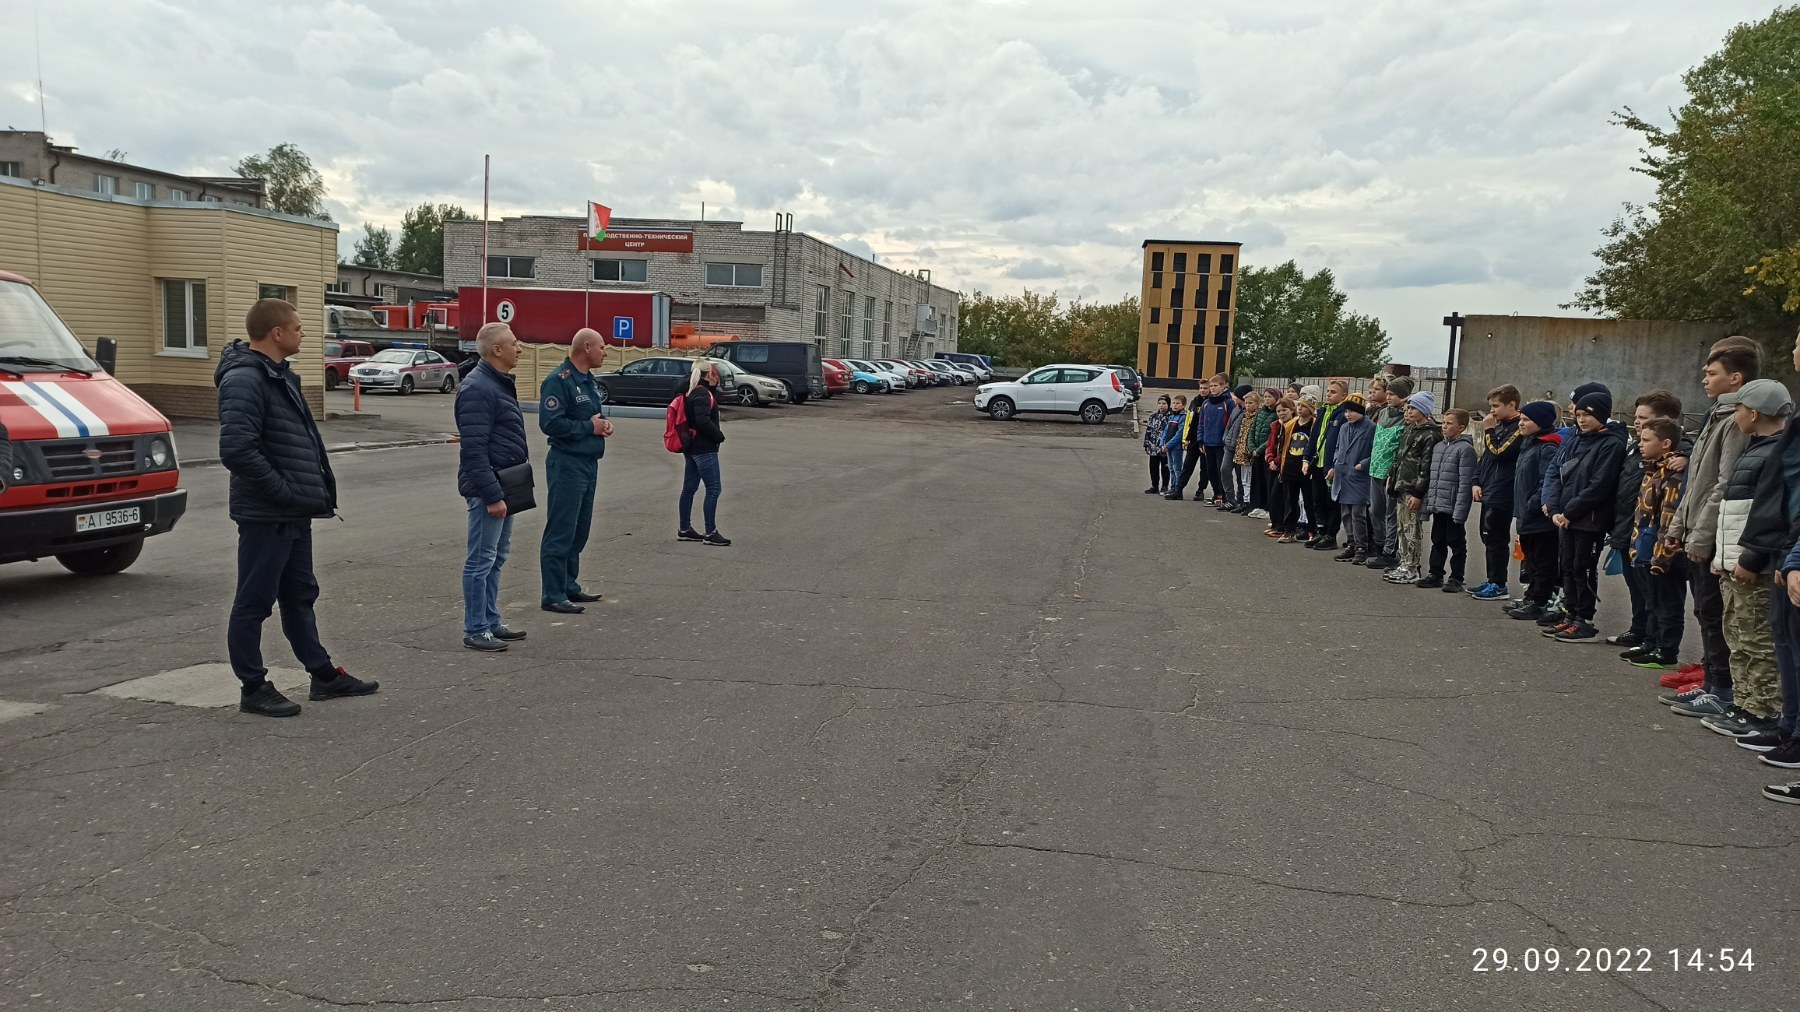 ПРОИЗВОДСТВЕННО-ТЕХНИЧЕСКИЙ
ЦЕНТР
5
P
AI 9536-6
29.09.2022 14:54